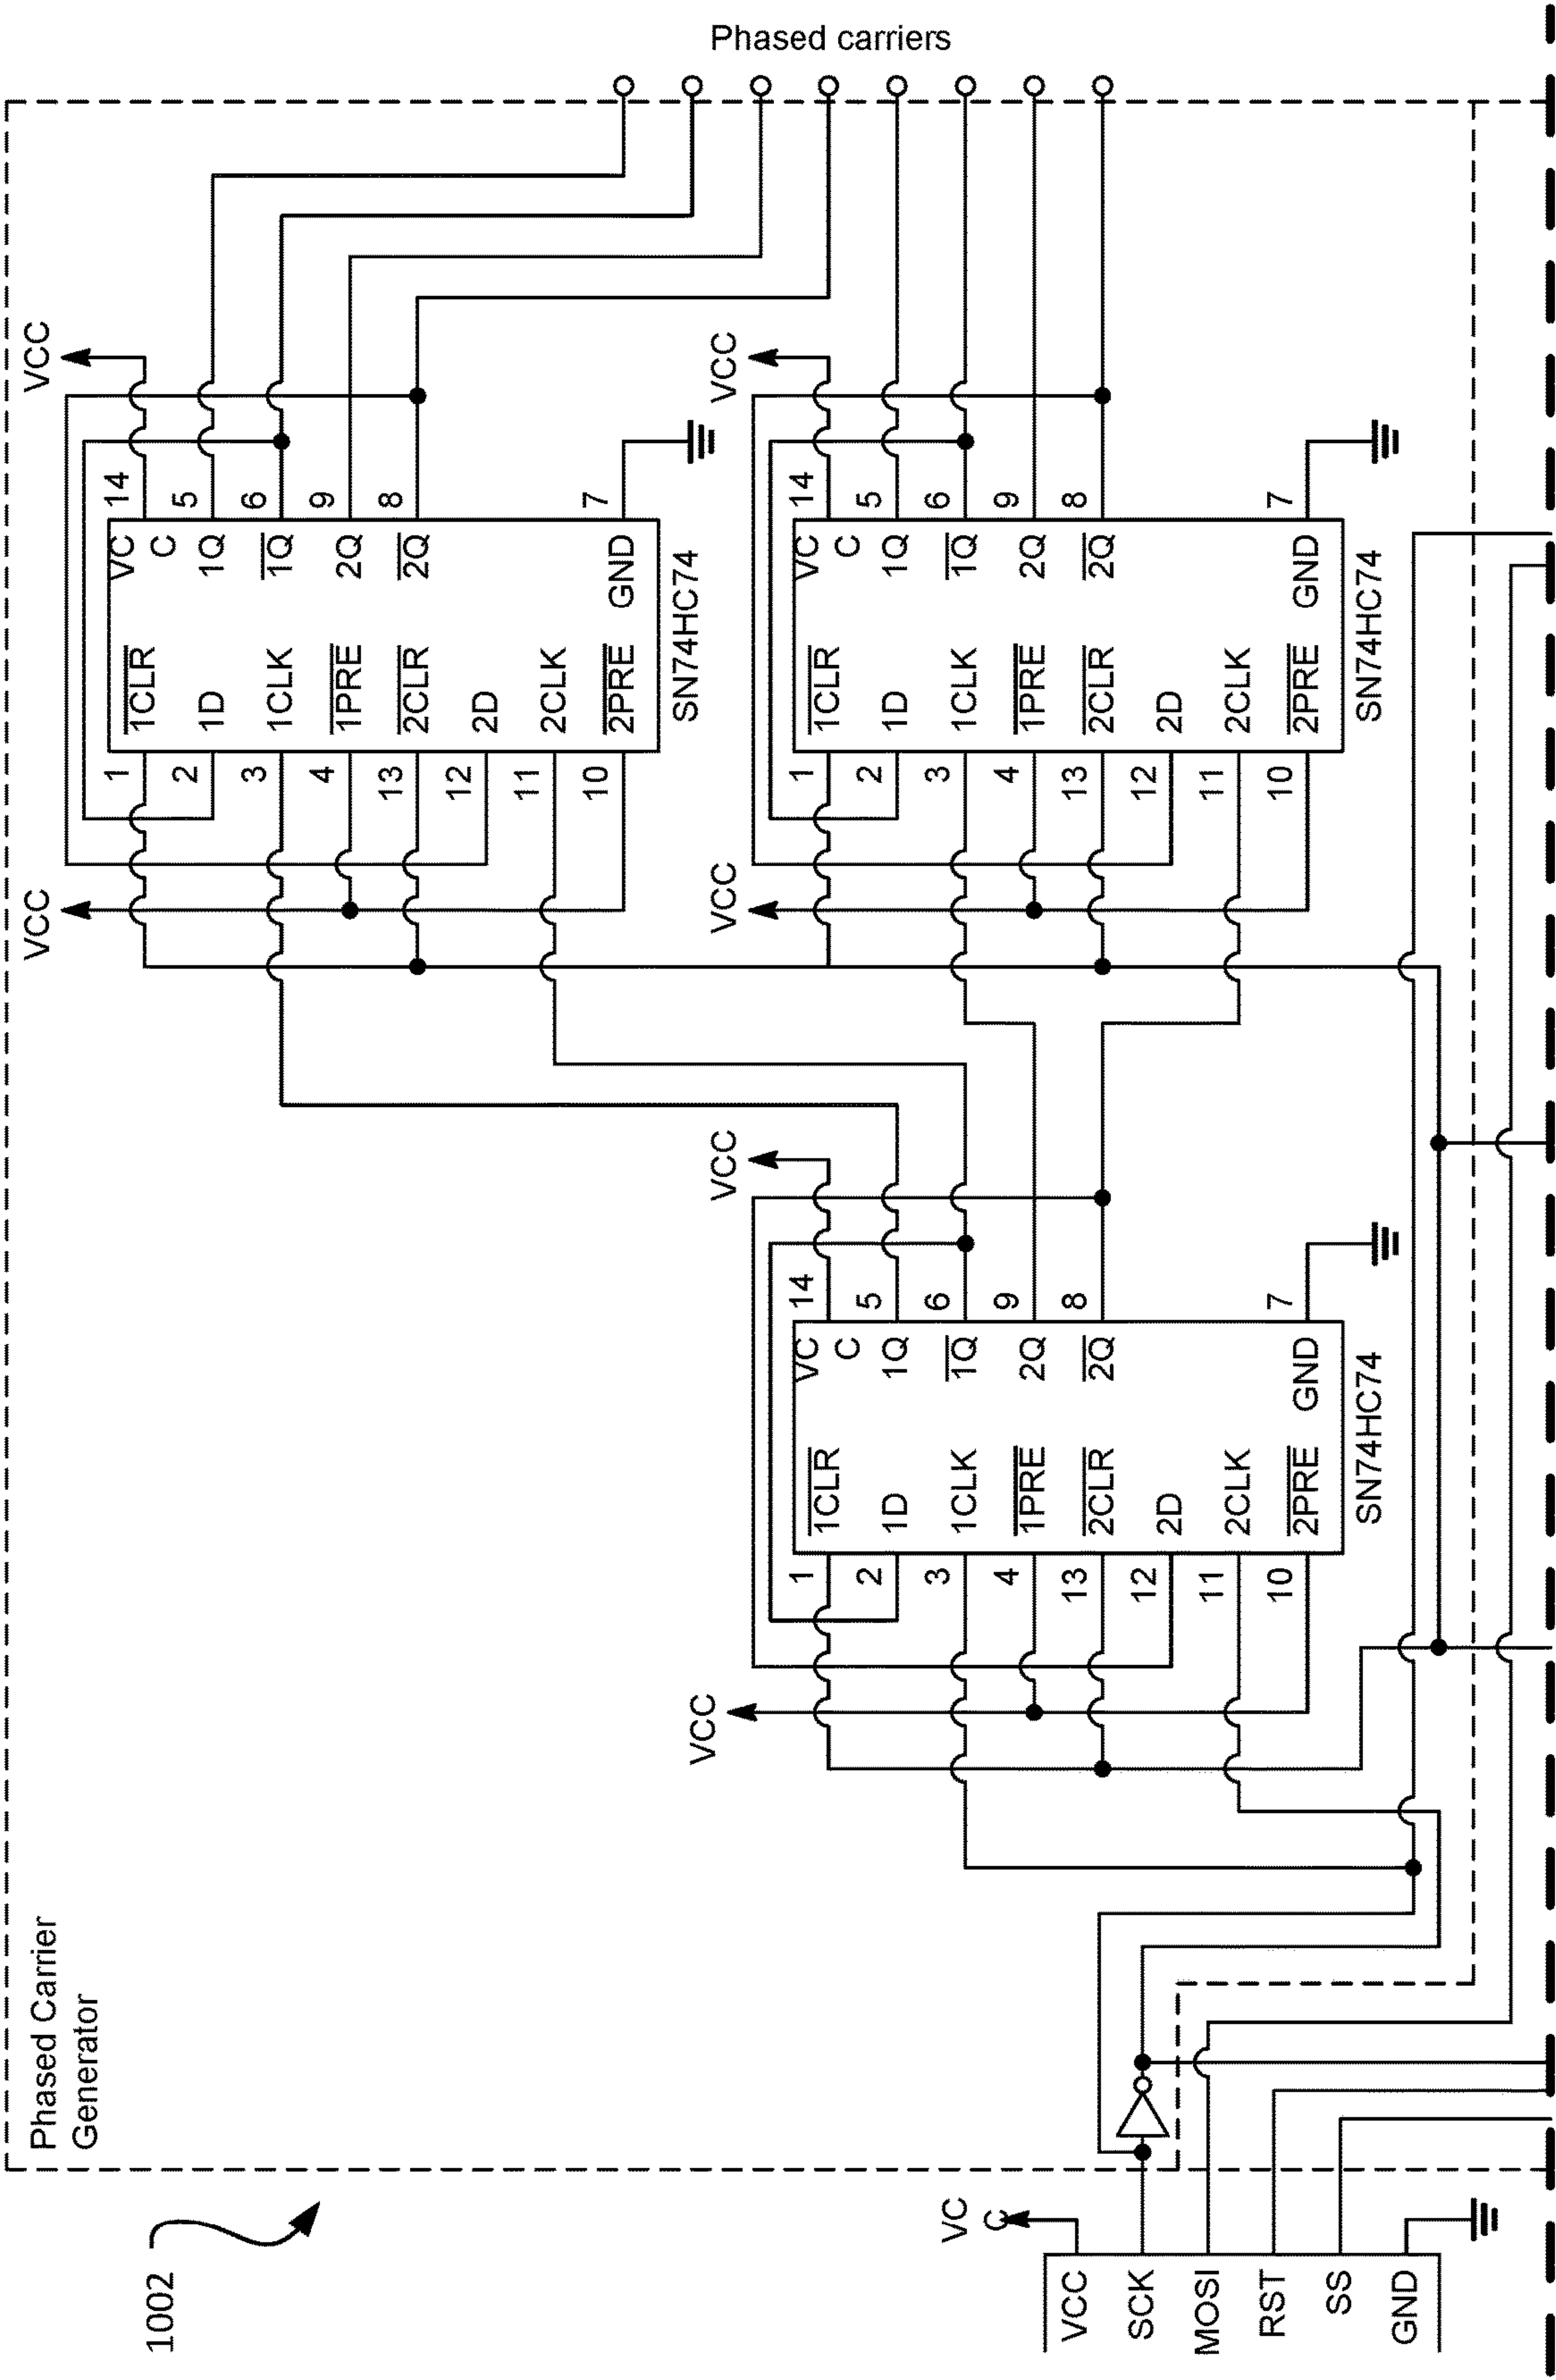 Phased carriers
Phased Carrier
Generator
1002
VCC
VCC
1 1CLR VC 14
C
2 1D 1Q 5
3 1CLK 1Q 6
4 1PRE 2Q 9
13 2CLR 2Q 8
12 2D
11 2CLK
10 2PRE GND 7
SN74HC74
VCC
VCC
1 1CLR VC 14
C
2 1D 1Q 5
3 1CLK 1Q 6
4 1PRE 2Q 9
13 2CLR 2Q 8
12 2D
11 2CLK
10 2PRE GND 7
SN74HC74
VCC
VCC
1 1CLR VC 14
C
2 1D 1Q 5
3 1CLK 1Q 6
4 1PRE 2Q 9
13 2CLR 2Q 8
12 2D
11 2CLK
10 2PRE GND 7
SN74HC74
VC
C
VCC
SCK
MOSI
RST
SS
GND